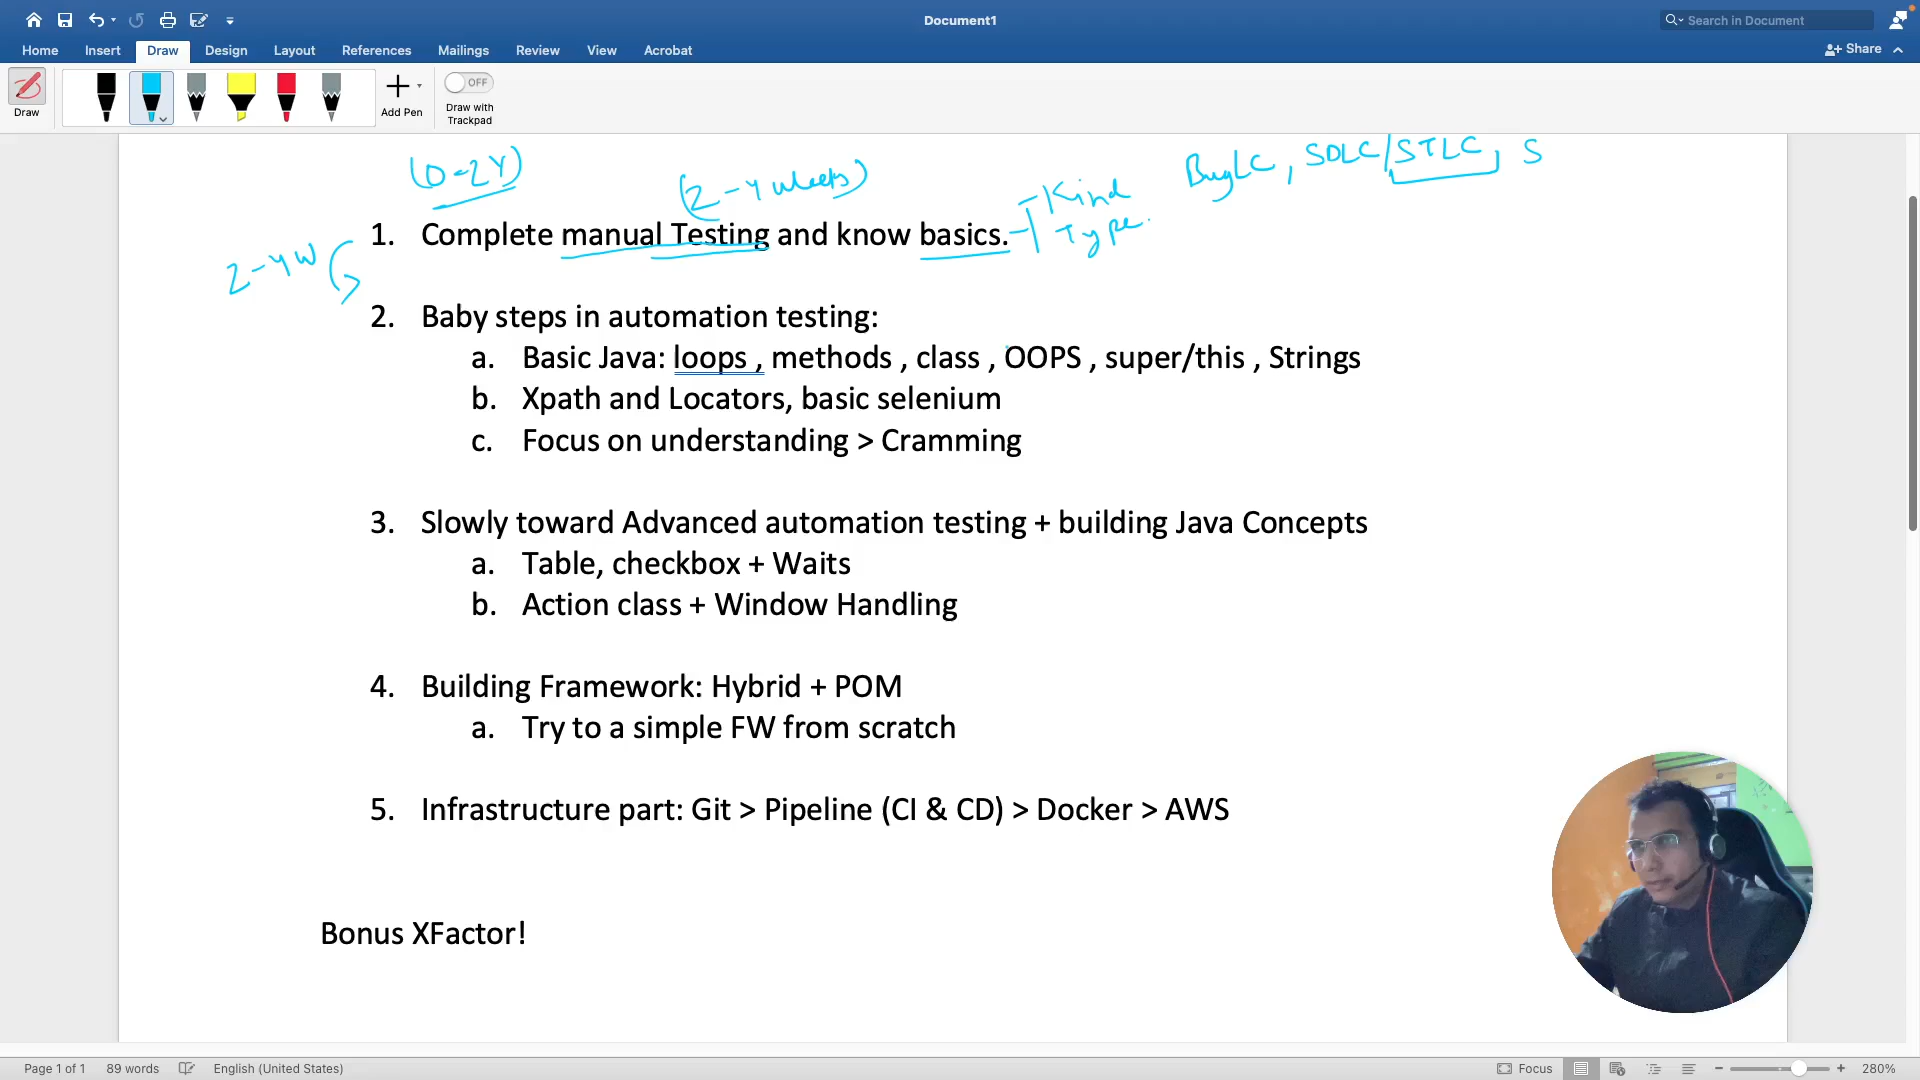 Document1
Search in Document
Home Insert Draw Design Layout References Mailings Review View Acrobat
Share
Draw
Add Pen
OFF
Draw with
Trackpad
(0-2Y)
(2-4 weeks)
BugLC, SDLC/STLC, S
Kind
Type
2-4W
1. Complete manual Testing and know basics.
2. Baby steps in automation testing:
a. Basic Java: loops , methods , class , OOPS , super/this , Strings
b. Xpath and Locators, basic selenium
c. Focus on understanding > Cramming
3. Slowly toward Advanced automation testing + building Java Concepts
a. Table, checkbox + Waits
b. Action class + Window Handling
4. Building Framework: Hybrid + POM
a. Try to a simple FW from scratch
5. Infrastructure part: Git > Pipeline (CI & CD) > Docker > AWS
Bonus XFactor!
Page 1 of 1 89 words English (United States) Focus 280%